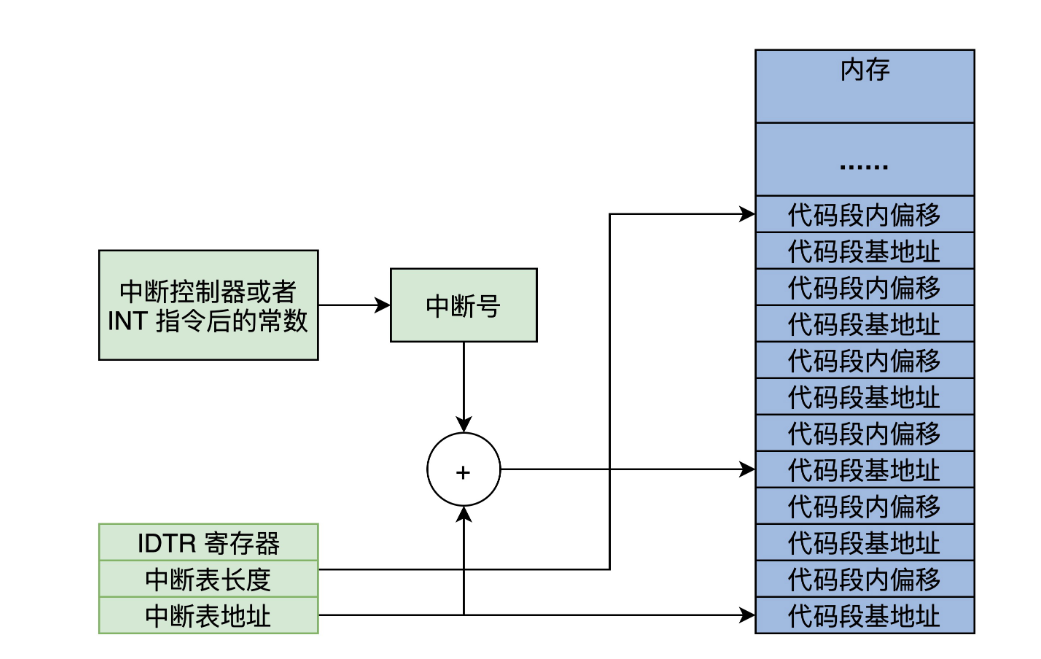 内存
......
代码段内偏移
代码段基地址
代码段内偏移
代码段基地址
代码段内偏移
代码段基地址
代码段内偏移
代码段基地址
代码段内偏移
代码段基地址
代码段内偏移
代码段基地址
中断控制器或者
INT 指令后的常数
中断号
+
IDTR 寄存器
中断表长度
中断表地址